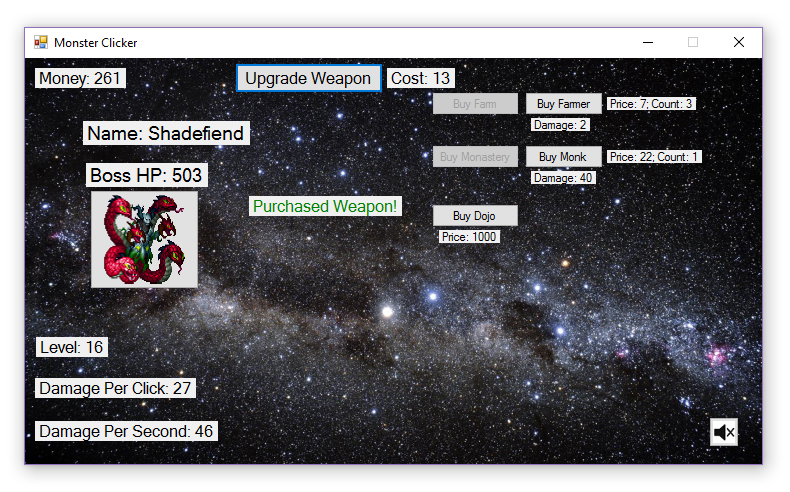 Monster Clicker
Money: 261
Upgrade Weapon
Cost: 13
Buy Farm
Buy Farmer
Price: 7; Count: 3
Damage: 2
Name: Shadefiend
Buy Monastery
Buy Monk
Price: 22; Count: 1
Damage: 40
Boss HP: 503
Purchased Weapon!
Buy Dojo
Price: 1000
Level: 16
Damage Per Click: 27
Damage Per Second: 46